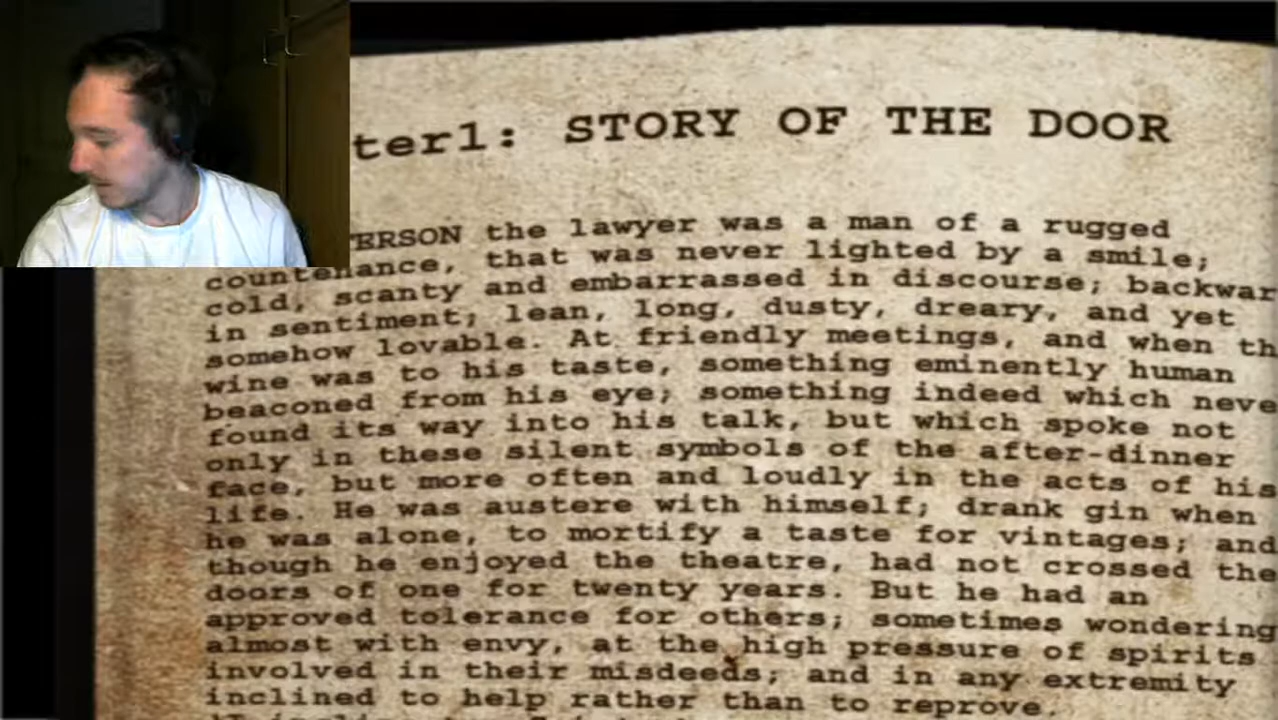 ter1: STORY OF THE DOOR
TERSON the lawyer was a man of a rugged
countenance, that was never lighted by a smile;
cold, scanty and embarrassed in discourse; backwar
in sentiment; lean, long, dusty, dreary, and yet
somehow lovable. At friendly meetings, and when th
wine was to his taste, something eminently human
beaconed from his eye; something indeed which neve
found its way into his talk, but which spoke not
only in these silent symbols of the after-dinner
face, but more often and loudly in the acts of his
life. He was austere with himself; drank gin when
he was alone, to mortify a taste for vintages; and
though he enjoyed the theatre, had not crossed the
doors of one for twenty years. But he had an
approved tolerance for others; sometimes wondering
almost with envy, at the high pressure of spirits
involved in their misdeeds; and in any extremity
inclined to help rather than to reprove.